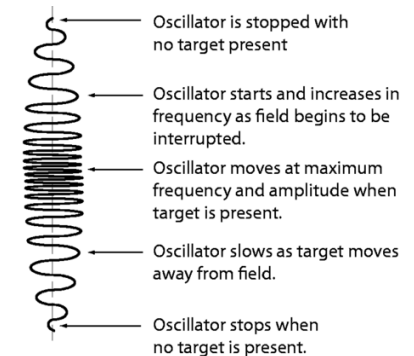 Oscillator is stopped with
no target present
Oscillator starts and increases in
frequency as field begins to be
interrupted.
Oscillator moves at maximum
frequency and amplitude when
target is present.
Oscillator slows as target moves
away from field.
Oscillator stops when
no target is present.